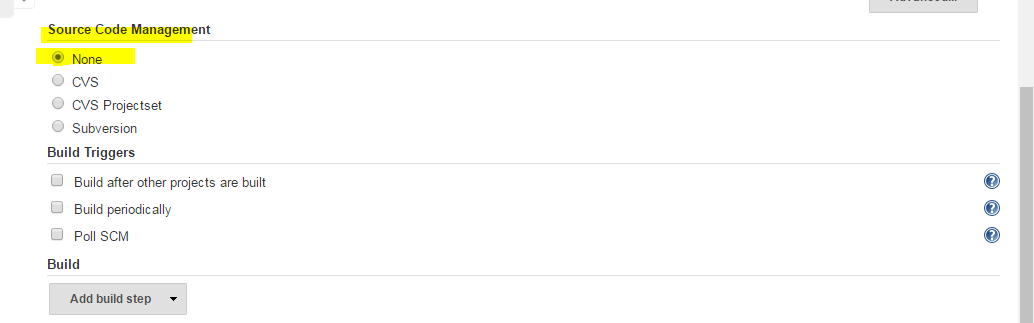 Source Code Management
None
CVS
CVS Projectset
Subversion
Build Triggers
Build after other projects are built
?
Build periodically
?
Poll SCM
?
Build
Add build step